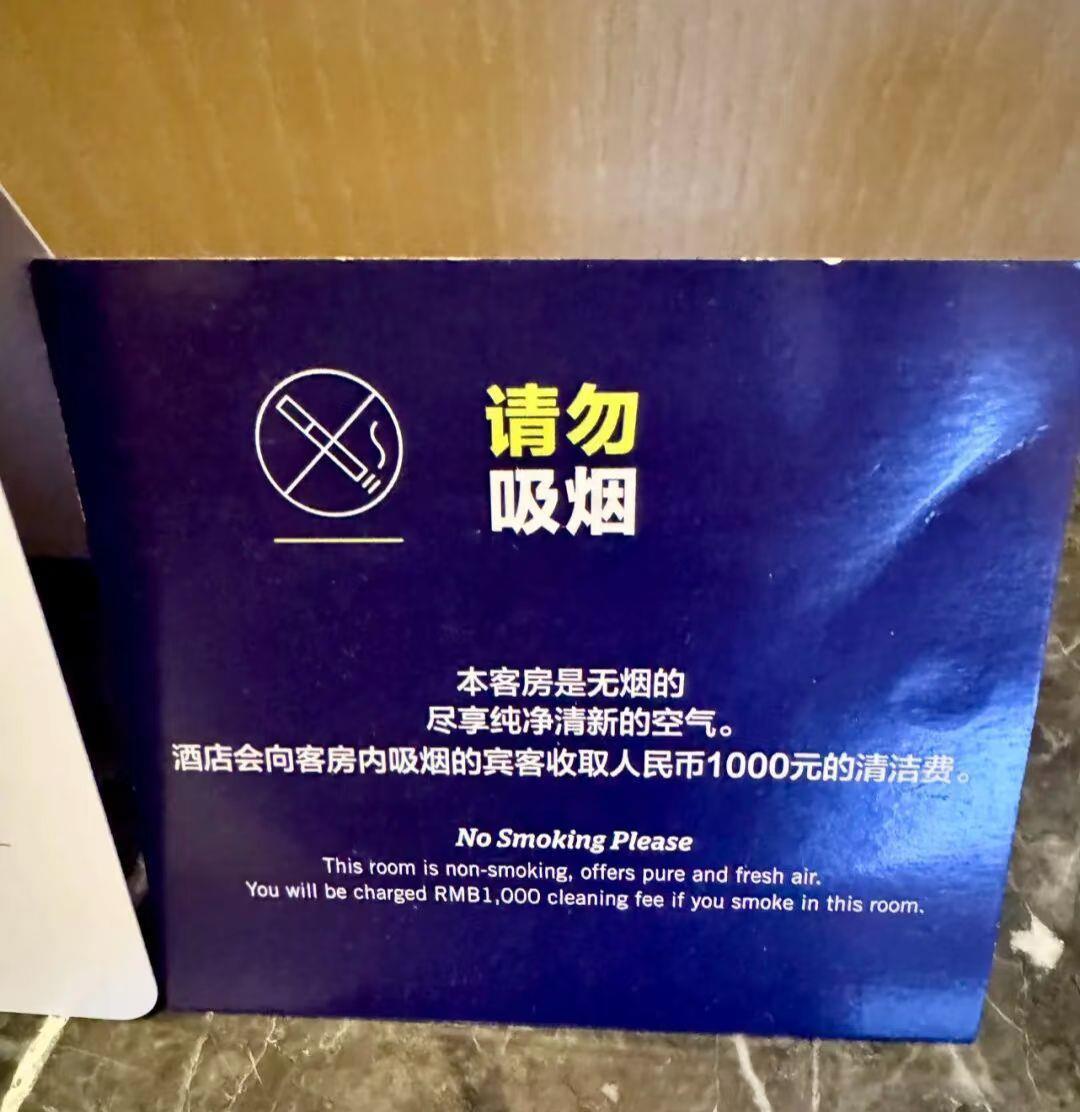 请勿
吸烟
本客房是无烟的
尽享纯净清新的空气。
酒店会向客房内吸烟的宾客收取人民币1000元的清洁费。
No Smoking Please
This room is non-smoking, offers pure and fresh air.
You will be charged RMB1,000 cleaning fee if you smoke in this room.